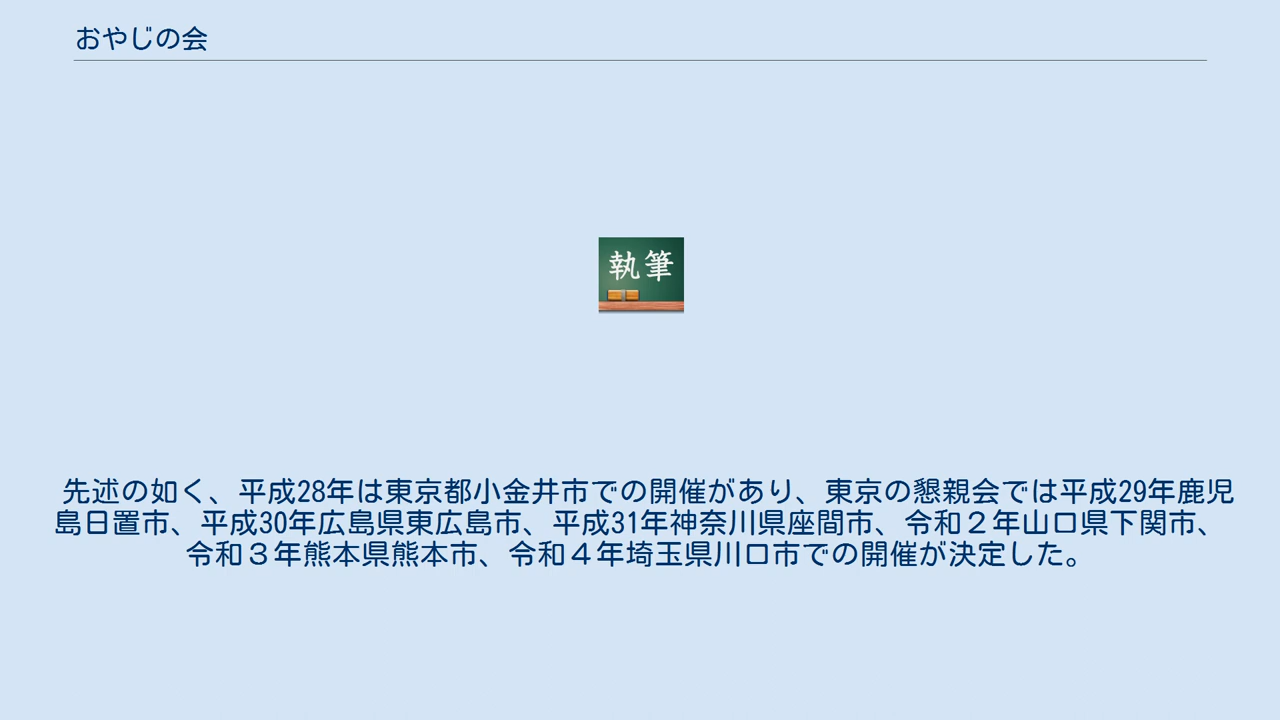 おやじの会
執筆
先述の如く、平成28年は東京都小金井市での開催があり、東京の懇親会では平成29年鹿児
島日置市、平成30年広島県東広島市、平成31年神奈川県座間市、令和２年山口県下関市、
令和３年熊本県熊本市、令和４年埼玉県川口市での開催が決定した。